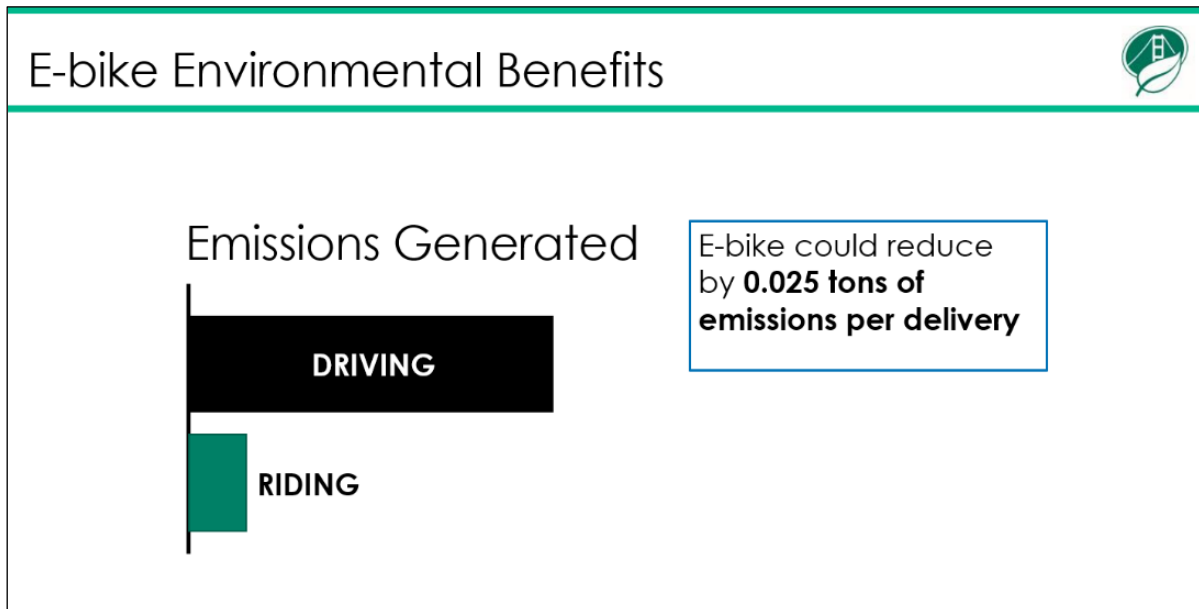 E-bike Environmental Benefits
Emissions Generated
E-bike could reduce
by 0.025 tons of
emissions per delivery
DRIVING
RIDING